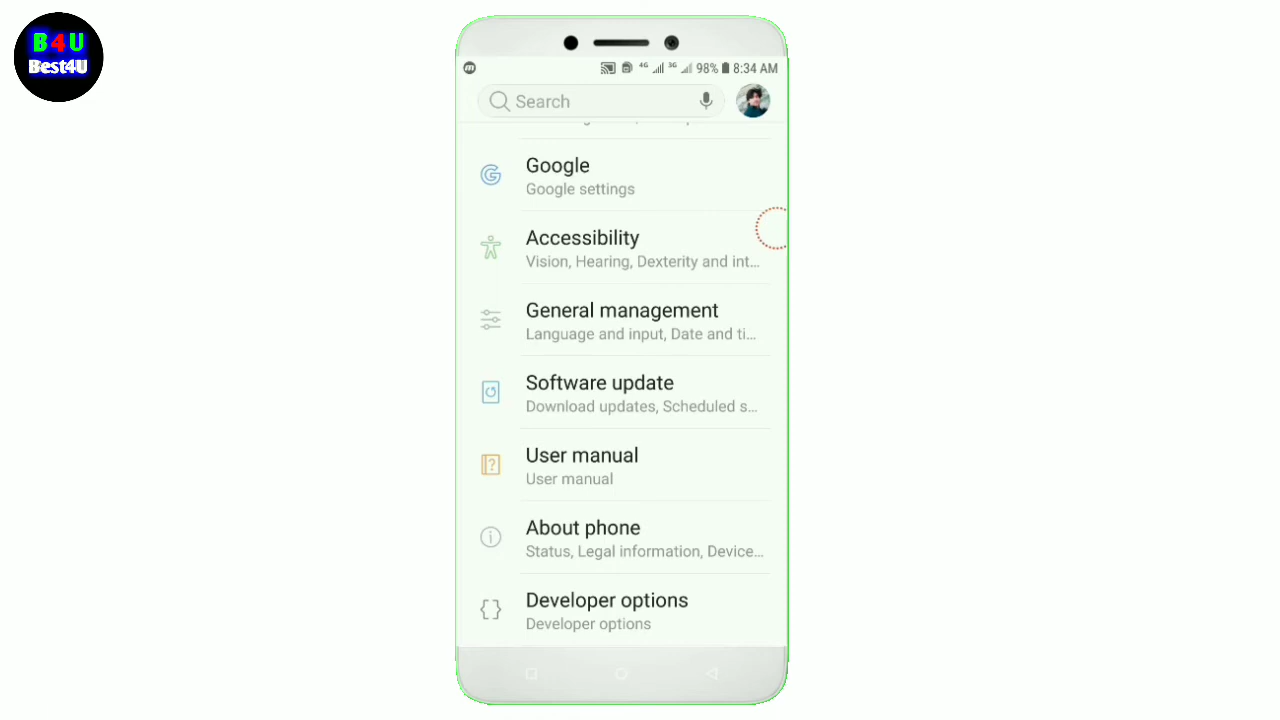 B4U
Best4U
4G 3G 98% 8:34 AM
Search
Google
Google settings
Accessibility
Vision, Hearing, Dexterity and int...
General management
Language and input, Date and ti...
Software update
Download updates, Scheduled s...
User manual
User manual
About phone
Status, Legal information, Device...
Developer options
Developer options